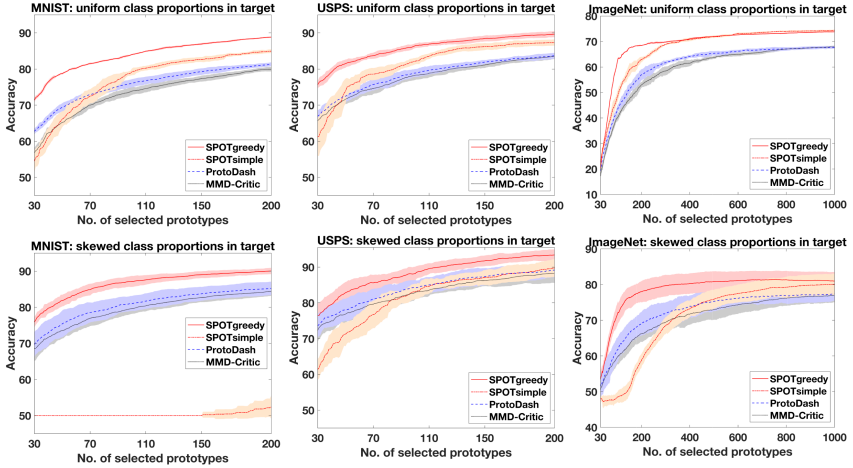 MNIST: uniform class proportions in target
90
80
70
60
50
Accuracy
30
70
110
150
200
No. of selected prototypes
SPOTgreedy
SPOTsimple
ProtoDash
MMD-Critic
USPS: uniform class proportions in target
90
80
70
60
50
Accuracy
30
70
110
150
200
No. of selected prototypes
SPOTgreedy
SPOTsimple
ProtoDash
MMD-Critic
ImageNet: uniform class proportions in target
80
70
60
50
40
30
20
10
Accuracy
30
200
400
600
800
1000
No. of selected prototypes
SPOTgreedy
SPOTsimple
ProtoDash
MMD-Critic
MNIST: skewed class proportions in target
90
80
70
60
50
Accuracy
30
70
110
150
200
No. of selected prototypes
SPOTgreedy
SPOTsimple
ProtoDash
MMD-Critic
USPS: skewed class proportions in target
90
80
70
60
50
Accuracy
30
70
110
150
200
No. of selected prototypes
SPOTgreedy
SPOTsimple
ProtoDash
MMD-Critic
ImageNet: skewed class proportions in target
90
80
70
60
50
40
Accuracy
30
200
400
600
800
1000
No. of selected prototypes
SPOTgreedy
SPOTsimple
ProtoDash
MMD-Critic